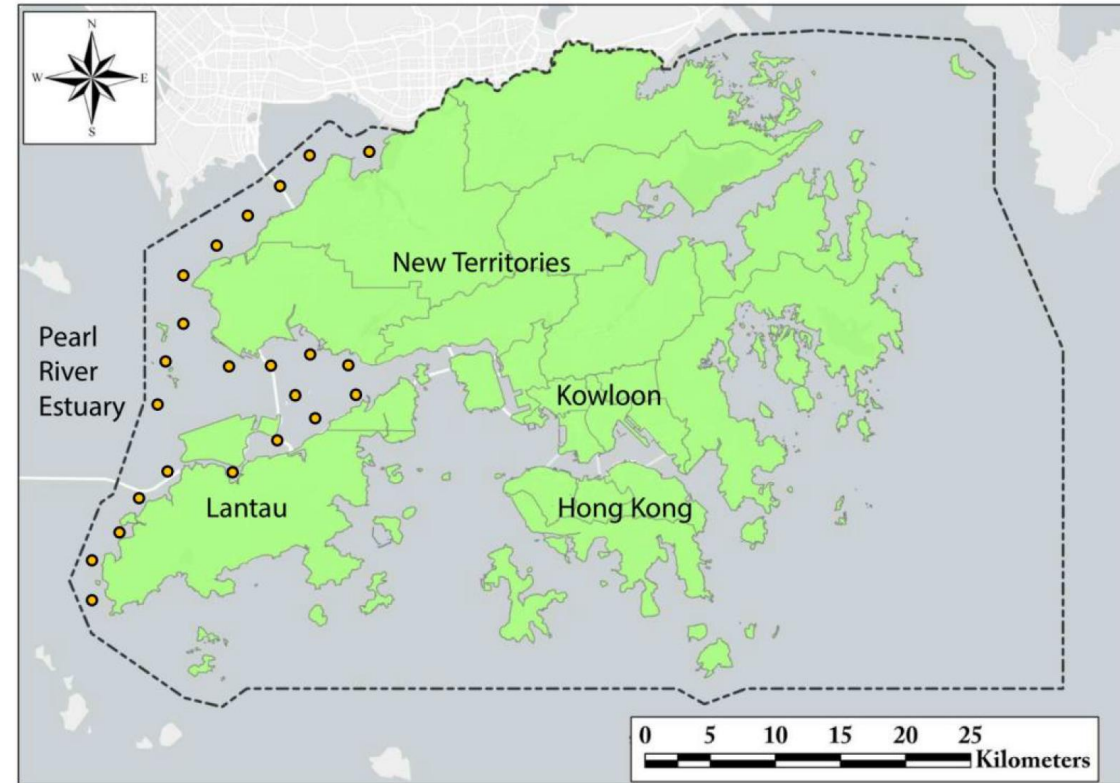 N
W E
S
New Territories
Pearl
River
Estuary
Kowloon
Lantau
Hong Kong
0 5 10 15 20 25
Kilometers